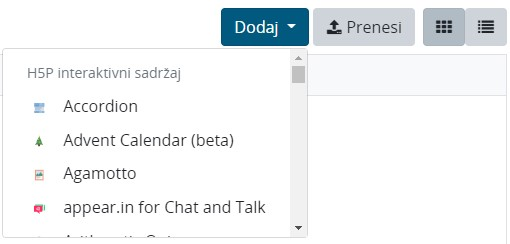 Dodaj
Prenesi
H5P interaktivni sadržaj
Accordion
Advent Calendar (beta)
Agamotto
appear.in for Chat and Talk